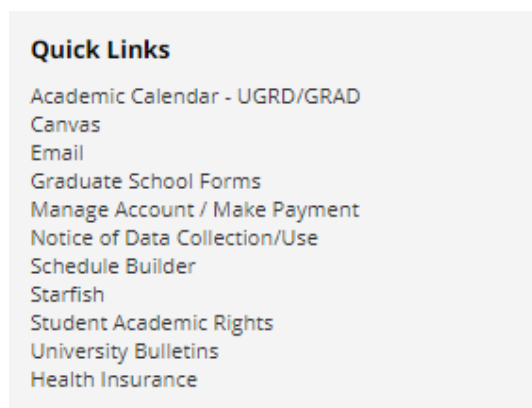 Quick Links
Academic Calendar - UGRD/GRAD
Canvas
Email
Graduate School Forms
Manage Account / Make Payment
Notice of Data Collection/Use
Schedule Builder
Starfish
Student Academic Rights
University Bulletins
Health Insurance